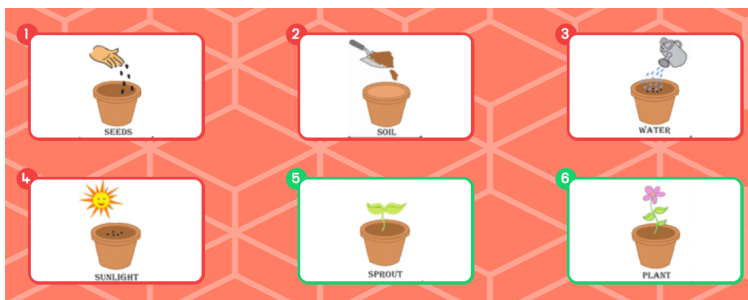 1
SEEDS
2
SOIL
3
WATER
4
SUNLIGHT
5
SPROUT
6
PLANT